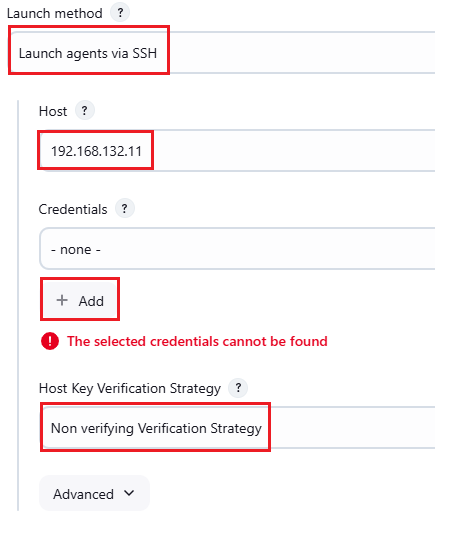 Launch method ?
Launch agents via SSH
Host ?
192.168.132.11
Credentials ?
- none -
+ Add
! The selected credentials cannot be found
Host Key Verification Strategy ?
Non verifying Verification Strategy
Advanced